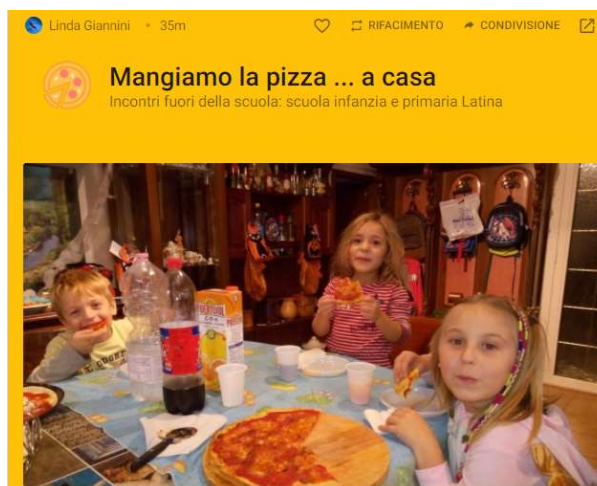 Linda Giannini • 35m
RIFACIMENTO
CONDIVISIONE
Mangiamo la pizza ... a casa
Incontri fuori della scuola: scuola infanzia e primaria Latina